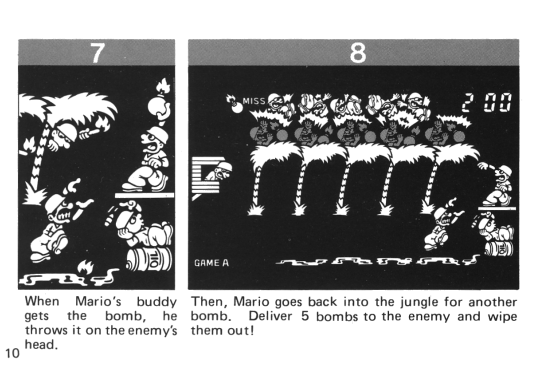 7
8
MISS
2 00
OIL
OIL
GAME A
When Mario's buddy
gets the bomb, he
throws it on the enemy's
head.
Then, Mario goes back into the jungle for another
bomb. Deliver 5 bombs to the enemy and wipe
them out!
10